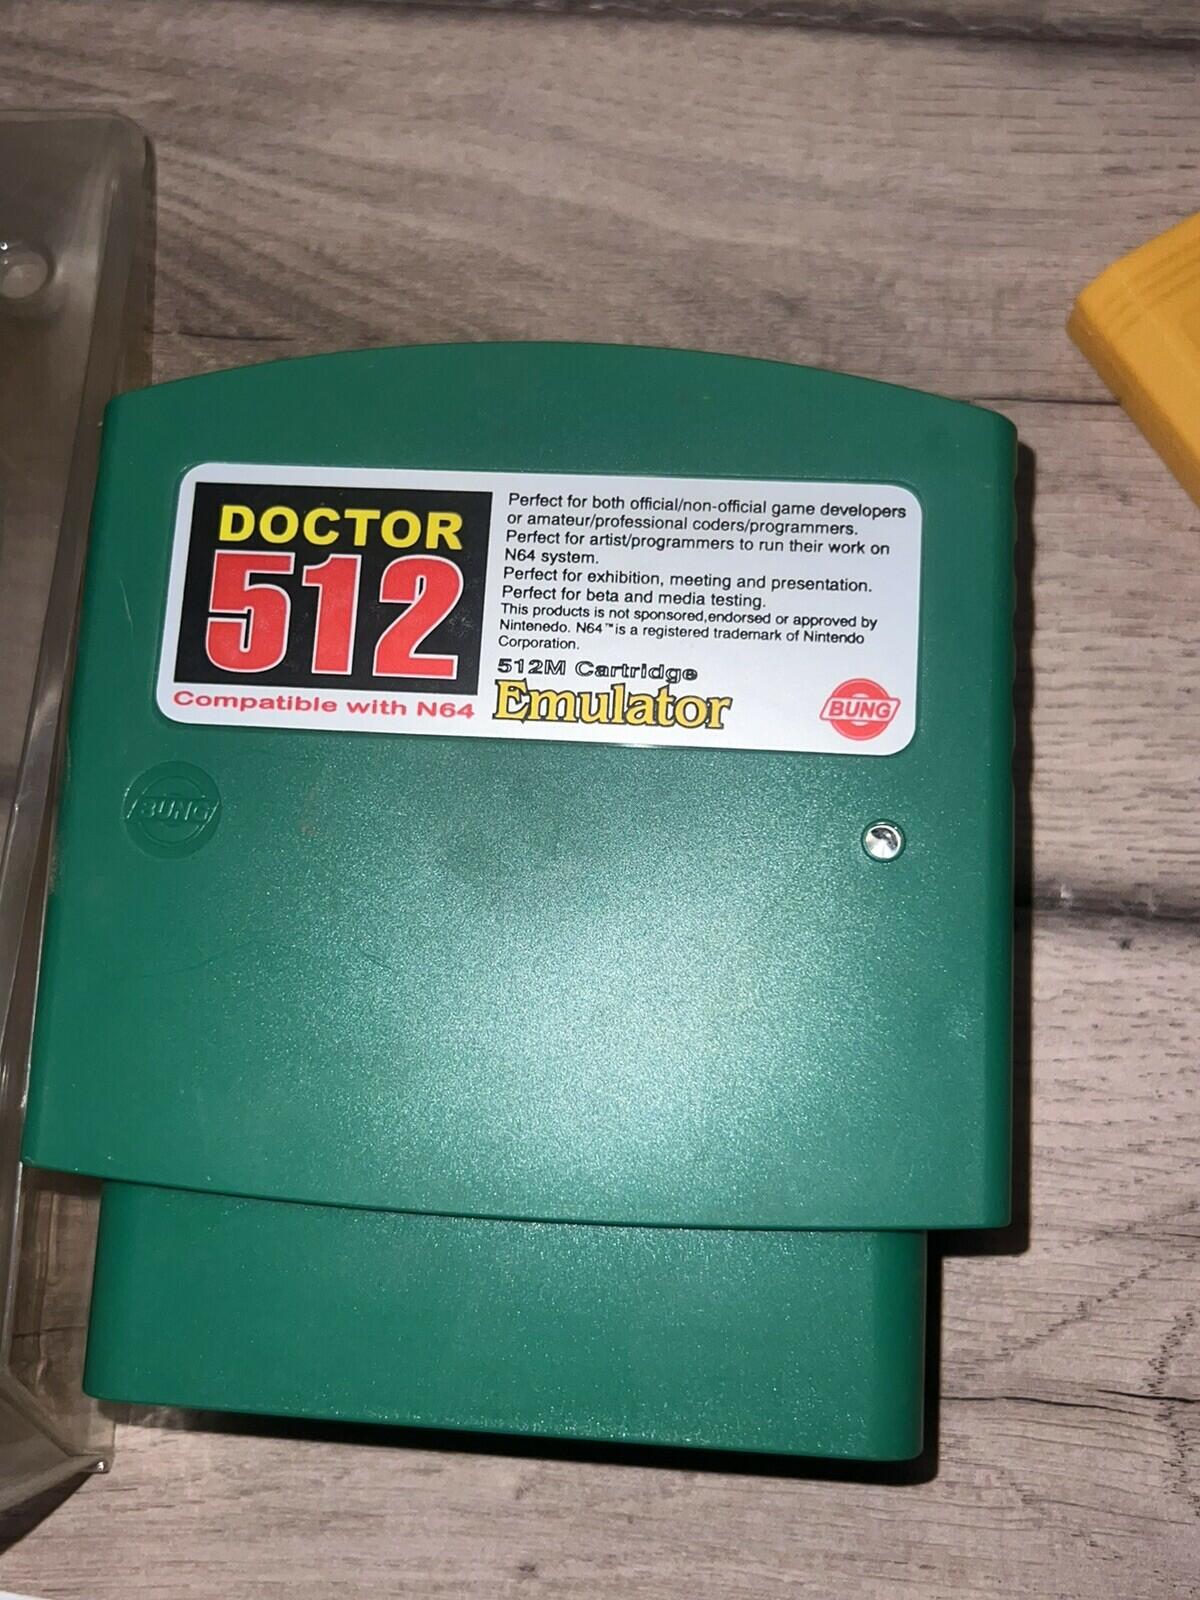 DOCTOR
512
Compatible with N64
Perfect for both official/non-official game developers
or amateur/professional coders/programmers.
Perfect for artist/programmers to run their work on
N64 system.
Perfect for exhibition, meeting and presentation.
Perfect for beta and media testing.
This products is not sponsored,endorsed or approved by
Nintenedo. N64™is a registered trademark of Nintendo
Corporation.
512M Cartridge
Emulator
BUNG
BUNG